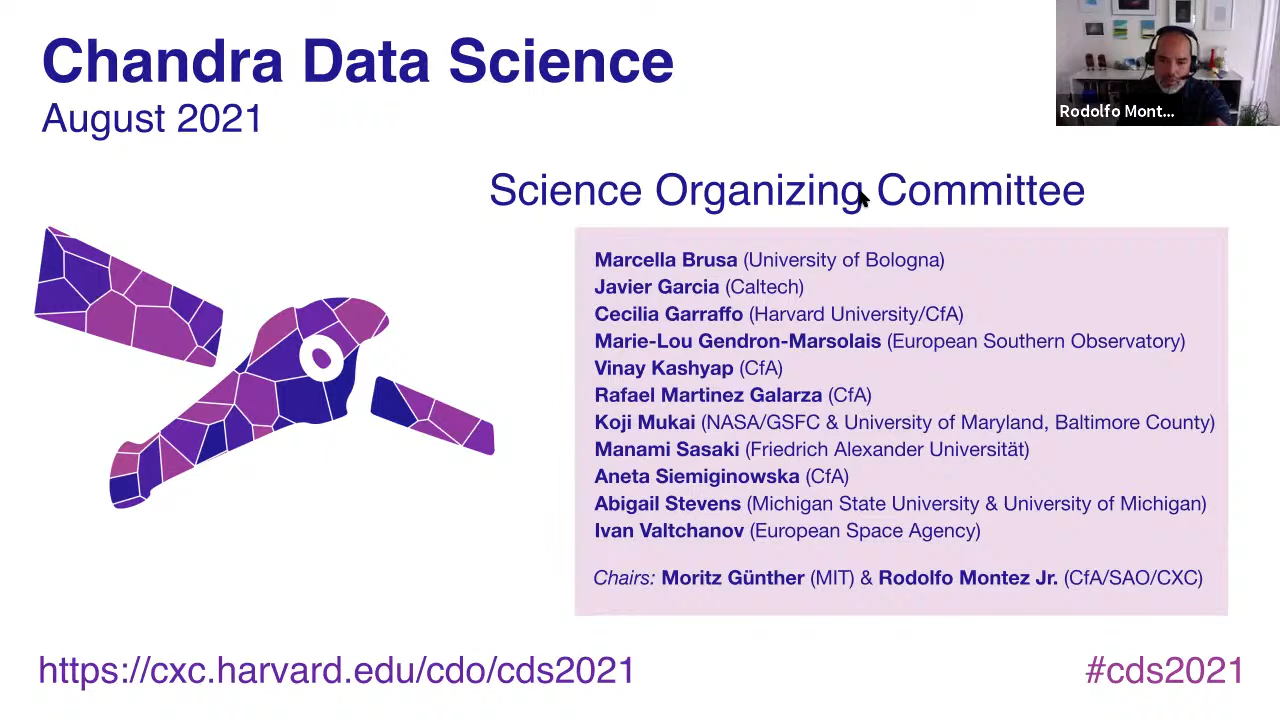 Chandra Data Science
August 2021
Rodolfo Mont...
Science Organizing Committee
Marcella Brusa (University of Bologna)
Javier Garcia (Caltech)
Cecilia Garraffo (Harvard University/CfA)
Marie-Lou Gendron-Marsolais (European Southern Observatory)
Vinay Kashyap (CfA)
Rafael Martinez Galarza (CfA)
Koji Mukai (NASA/GSFC & University of Maryland, Baltimore County)
Manami Sasaki (Friedrich Alexander Universität)
Aneta Siemiginowska (CfA)
Abigail Stevens (Michigan State University & University of Michigan)
Ivan Valtchanov (European Space Agency)
Chairs: Moritz Günther (MIT) & Rodolfo Montez Jr. (CfA/SAO/CXC)
https://cxc.harvard.edu/cdo/cds2021
#cds2021